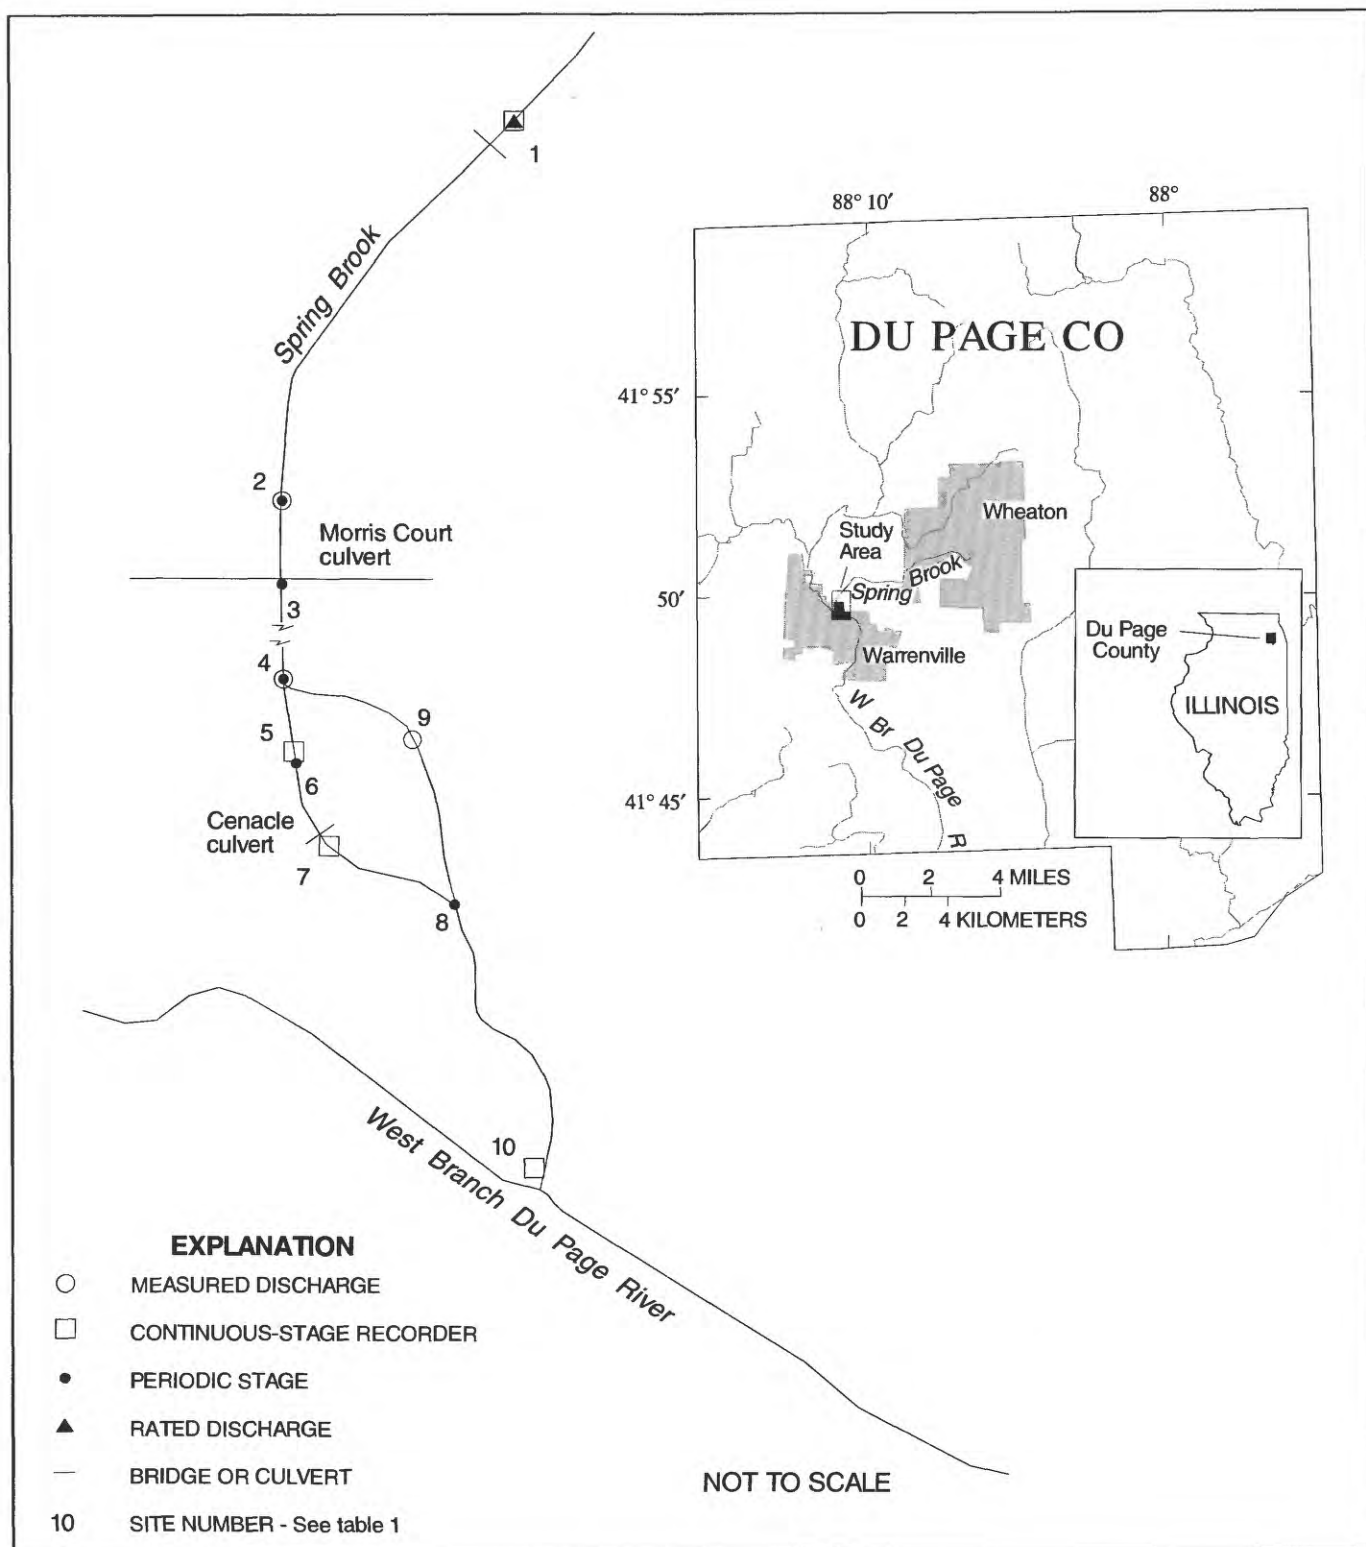 1
Spring Brook
2
Morris Court
culvert
3
4
9
5
6
Cenacle
culvert
7
8
10
West Branch Du Page River
88° 10′
88°
DU PAGE CO
41° 55′
Wheaton
Study
Area
Spring Brook
50′
Warrenville
W Br Du Page R
41° 45′
Du Page
County
ILLINOIS
0 2 4 MILES
0 2 4 KILOMETERS
EXPLANATION
MEASURED DISCHARGE
CONTINUOUS-STAGE RECORDER
PERIODIC STAGE
RATED DISCHARGE
BRIDGE OR CULVERT
10 SITE NUMBER - See table 1
NOT TO SCALE